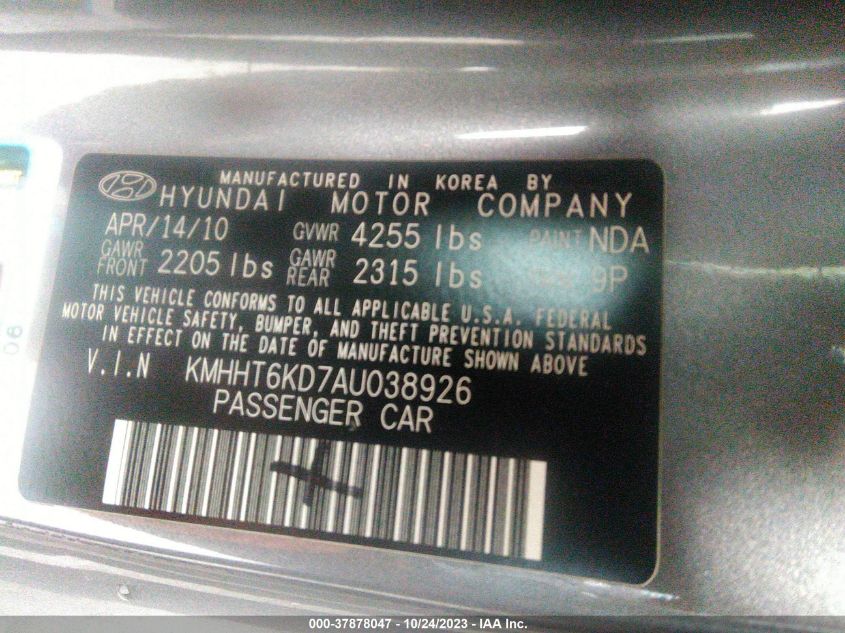 MANUFACTURED IN KOREA BY
HYUNDAI MOTOR COMPANY
APR/14/10 GVWR 4255 lbs PAINT NDA
GAWR FRONT 2205 lbs GAWR REAR 2315 lbs 9P
THIS VEHICLE CONFORMS TO ALL APPLICABLE U.S.A. FEDERAL
MOTOR VEHICLE SAFETY, BUMPER, AND THEFT PREVENTION STANDARDS
IN EFFECT ON THE DATE OF MANUFACTURE SHOWN ABOVE
V.I.N KMHHT6KD7AU038926
PASSENGER CAR
06
000-37878047 - 10/24/2023 - IAA, Inc.